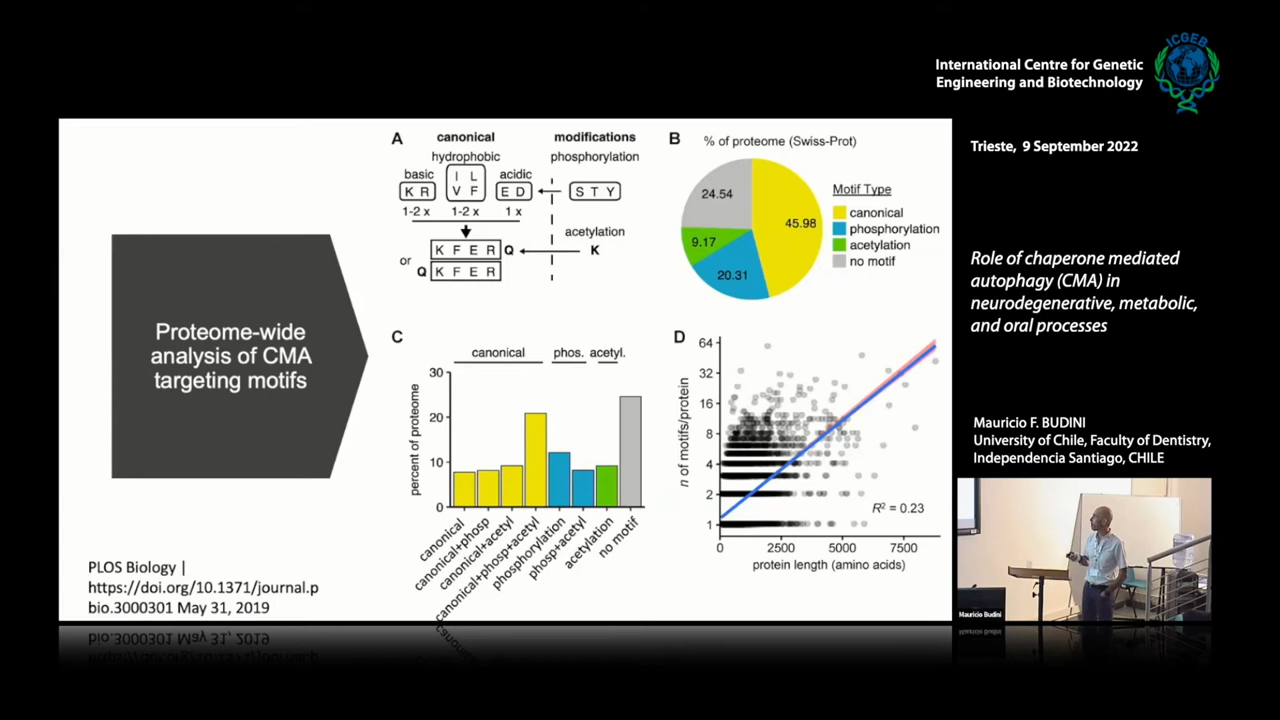 ICGEB
International Centre for Genetic
Engineering and Biotechnology
Trieste, 9 September 2022
Role of chaperone mediated
autophagy (CMA) in
neurodegenerative, metabolic,
and oral processes
Mauricio F. BUDINI
University of Chile, Faculty of Dentistry,
Independencia Santiago, CHILE
Mauricio Budini
Proteome-wide
analysis of CMA
targeting motifs
PLOS Biology |
https://doi.org/10.1371/journal.p
bio.3000301 May 31, 2019
A
canonical
modifications
hydrophobic
phosphorylation
basic
I L
acidic
K R
V F
E D
S T Y
1-2 x
1-2 x
1 x
acetylation
K F E R Q
K
or
Q K F E R
B
% of proteome (Swiss-Prot)
24.54
45.98
9.17
20.31
Motif Type
canonical
phosphorylation
acetylation
no motif
C
canonical
phos.
acetyl.
percent of proteome
30
20
10
0
canonical
canonical+phosp
canonical+acetyl
canonical+phosp+acetyl
phosphorylation
phosp+acetyl
acetylation
no motif
D
n of motifs/protein
64
32
16
8
4
2
1
R² = 0.23
0
2500
5000
7500
protein length (amino acids)